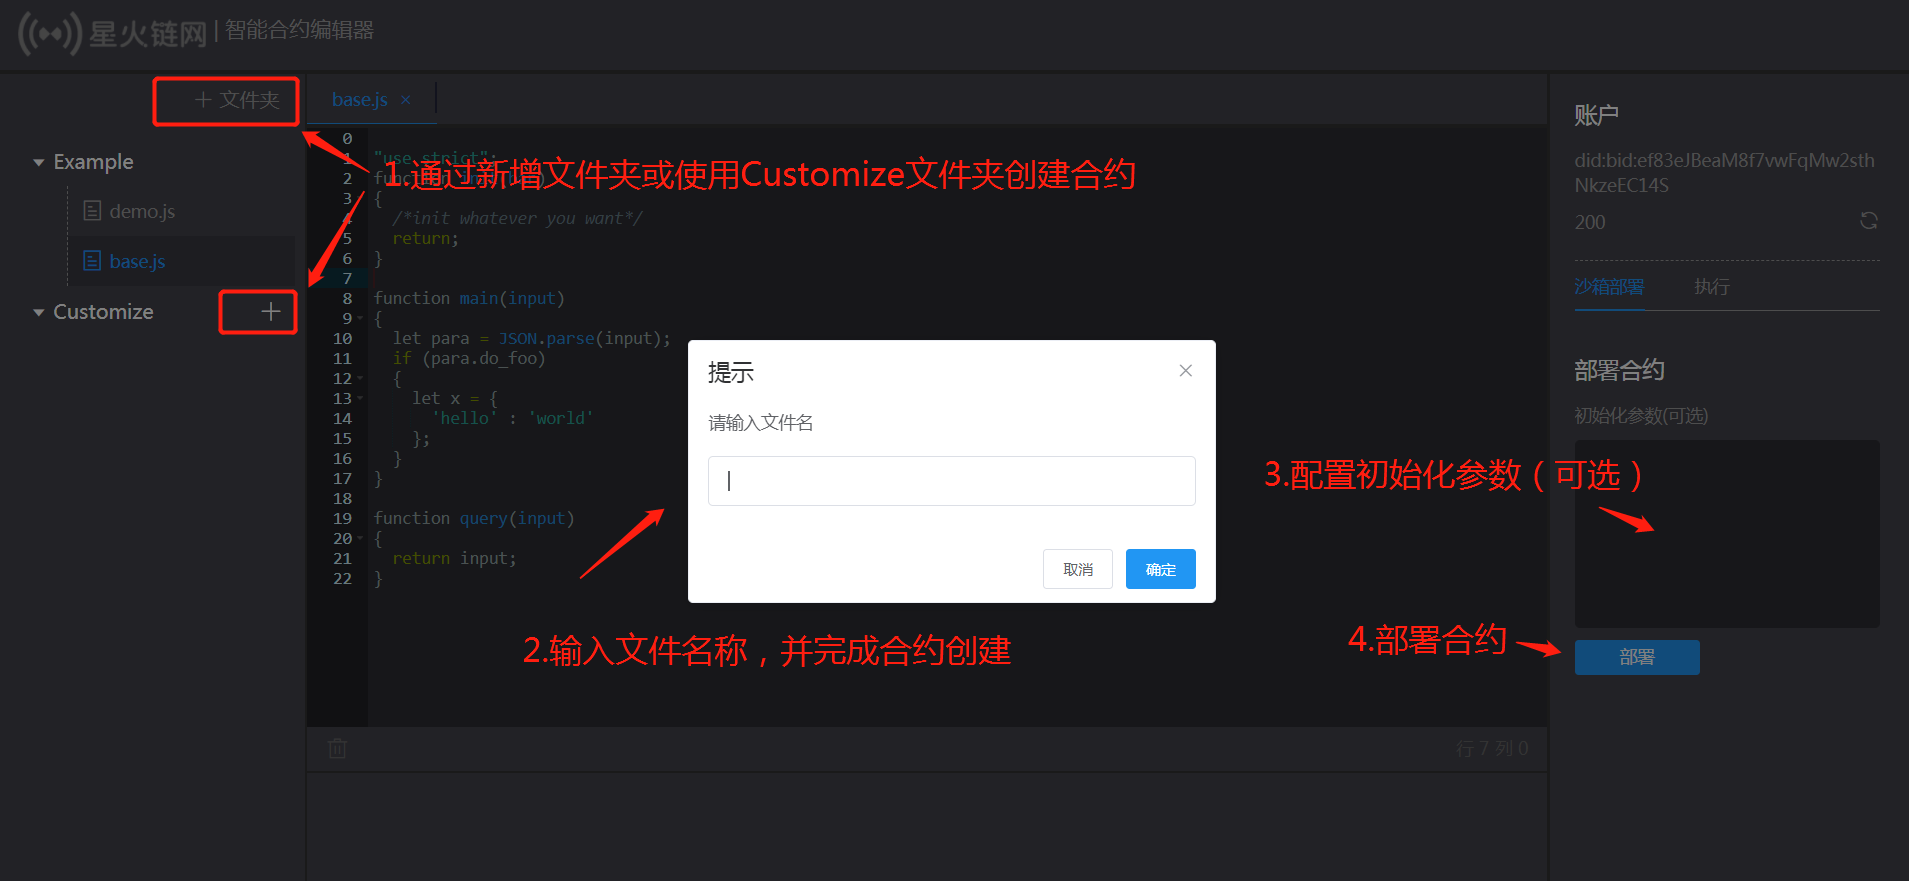 星火链网 | 智能合约编辑器
+ 文件夹
Example
demo.js
base.js
Customize +
base.js ×
1.通过新增文件夹或使用Customize文件夹创建合约
0
1 "use strict";
2 function
3 {
4 /*init whatever you want*/
5 return;
6 }
7
8 function main(input)
9 {
10 let para = JSON.parse(input);
11 if (para.do_foo)
12 {
13 let x = {
14 'hello' : 'world'
15 };
16 }
17 }
18
19 function query(input)
20 {
21 return input;
22 }
提示
请输入文件名
取消 确定
2.输入文件名称，并完成合约创建
行 7 列 0
账户
did:bid:ef83eJBeaM8f7vwFqMw2sth
NkzeEC14S
200
沙箱部署 执行
部署合约
初始化参数(可选)
3.配置初始化参数（可选）
4.部署合约
部署